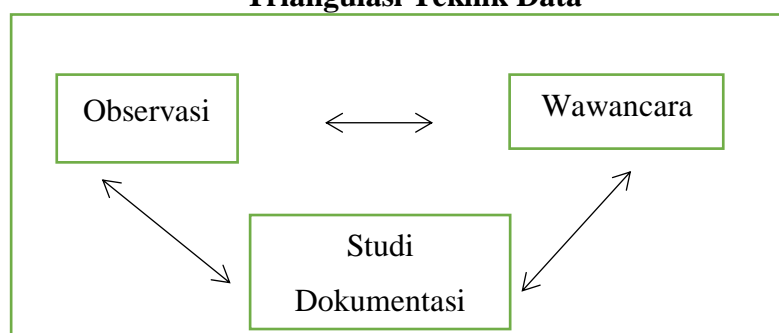 Triangulasi Teknik Data
Observasi
Wawancara
Studi
Dokumentasi